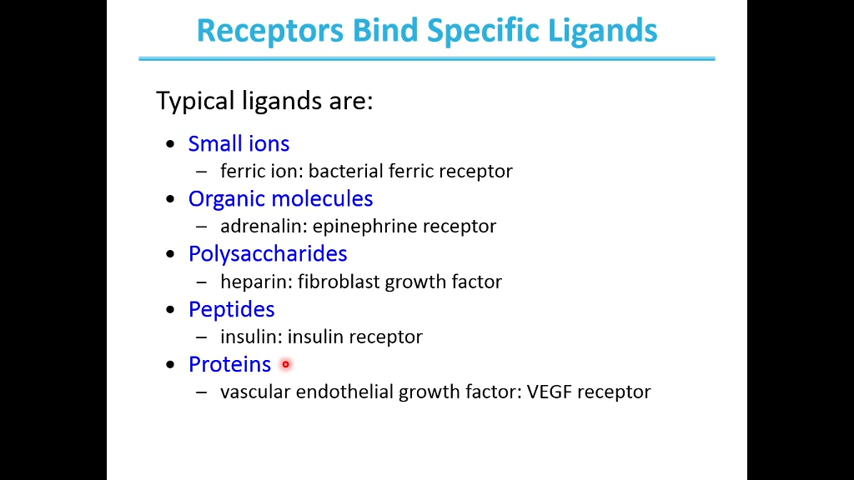 Receptors Bind Specific Ligands
Typical ligands are:
• Small ions
– ferric ion: bacterial ferric receptor
• Organic molecules
– adrenalin: epinephrine receptor
• Polysaccharides
– heparin: fibroblast growth factor
• Peptides
– insulin: insulin receptor
• Proteins
– vascular endothelial growth factor: VEGF receptor